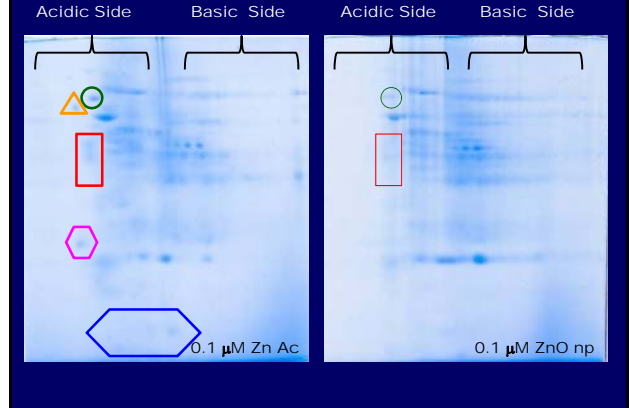 Acidic Side Basic Side Acidic Side Basic Side
0.1 µM Zn Ac 0.1 µM ZnO np